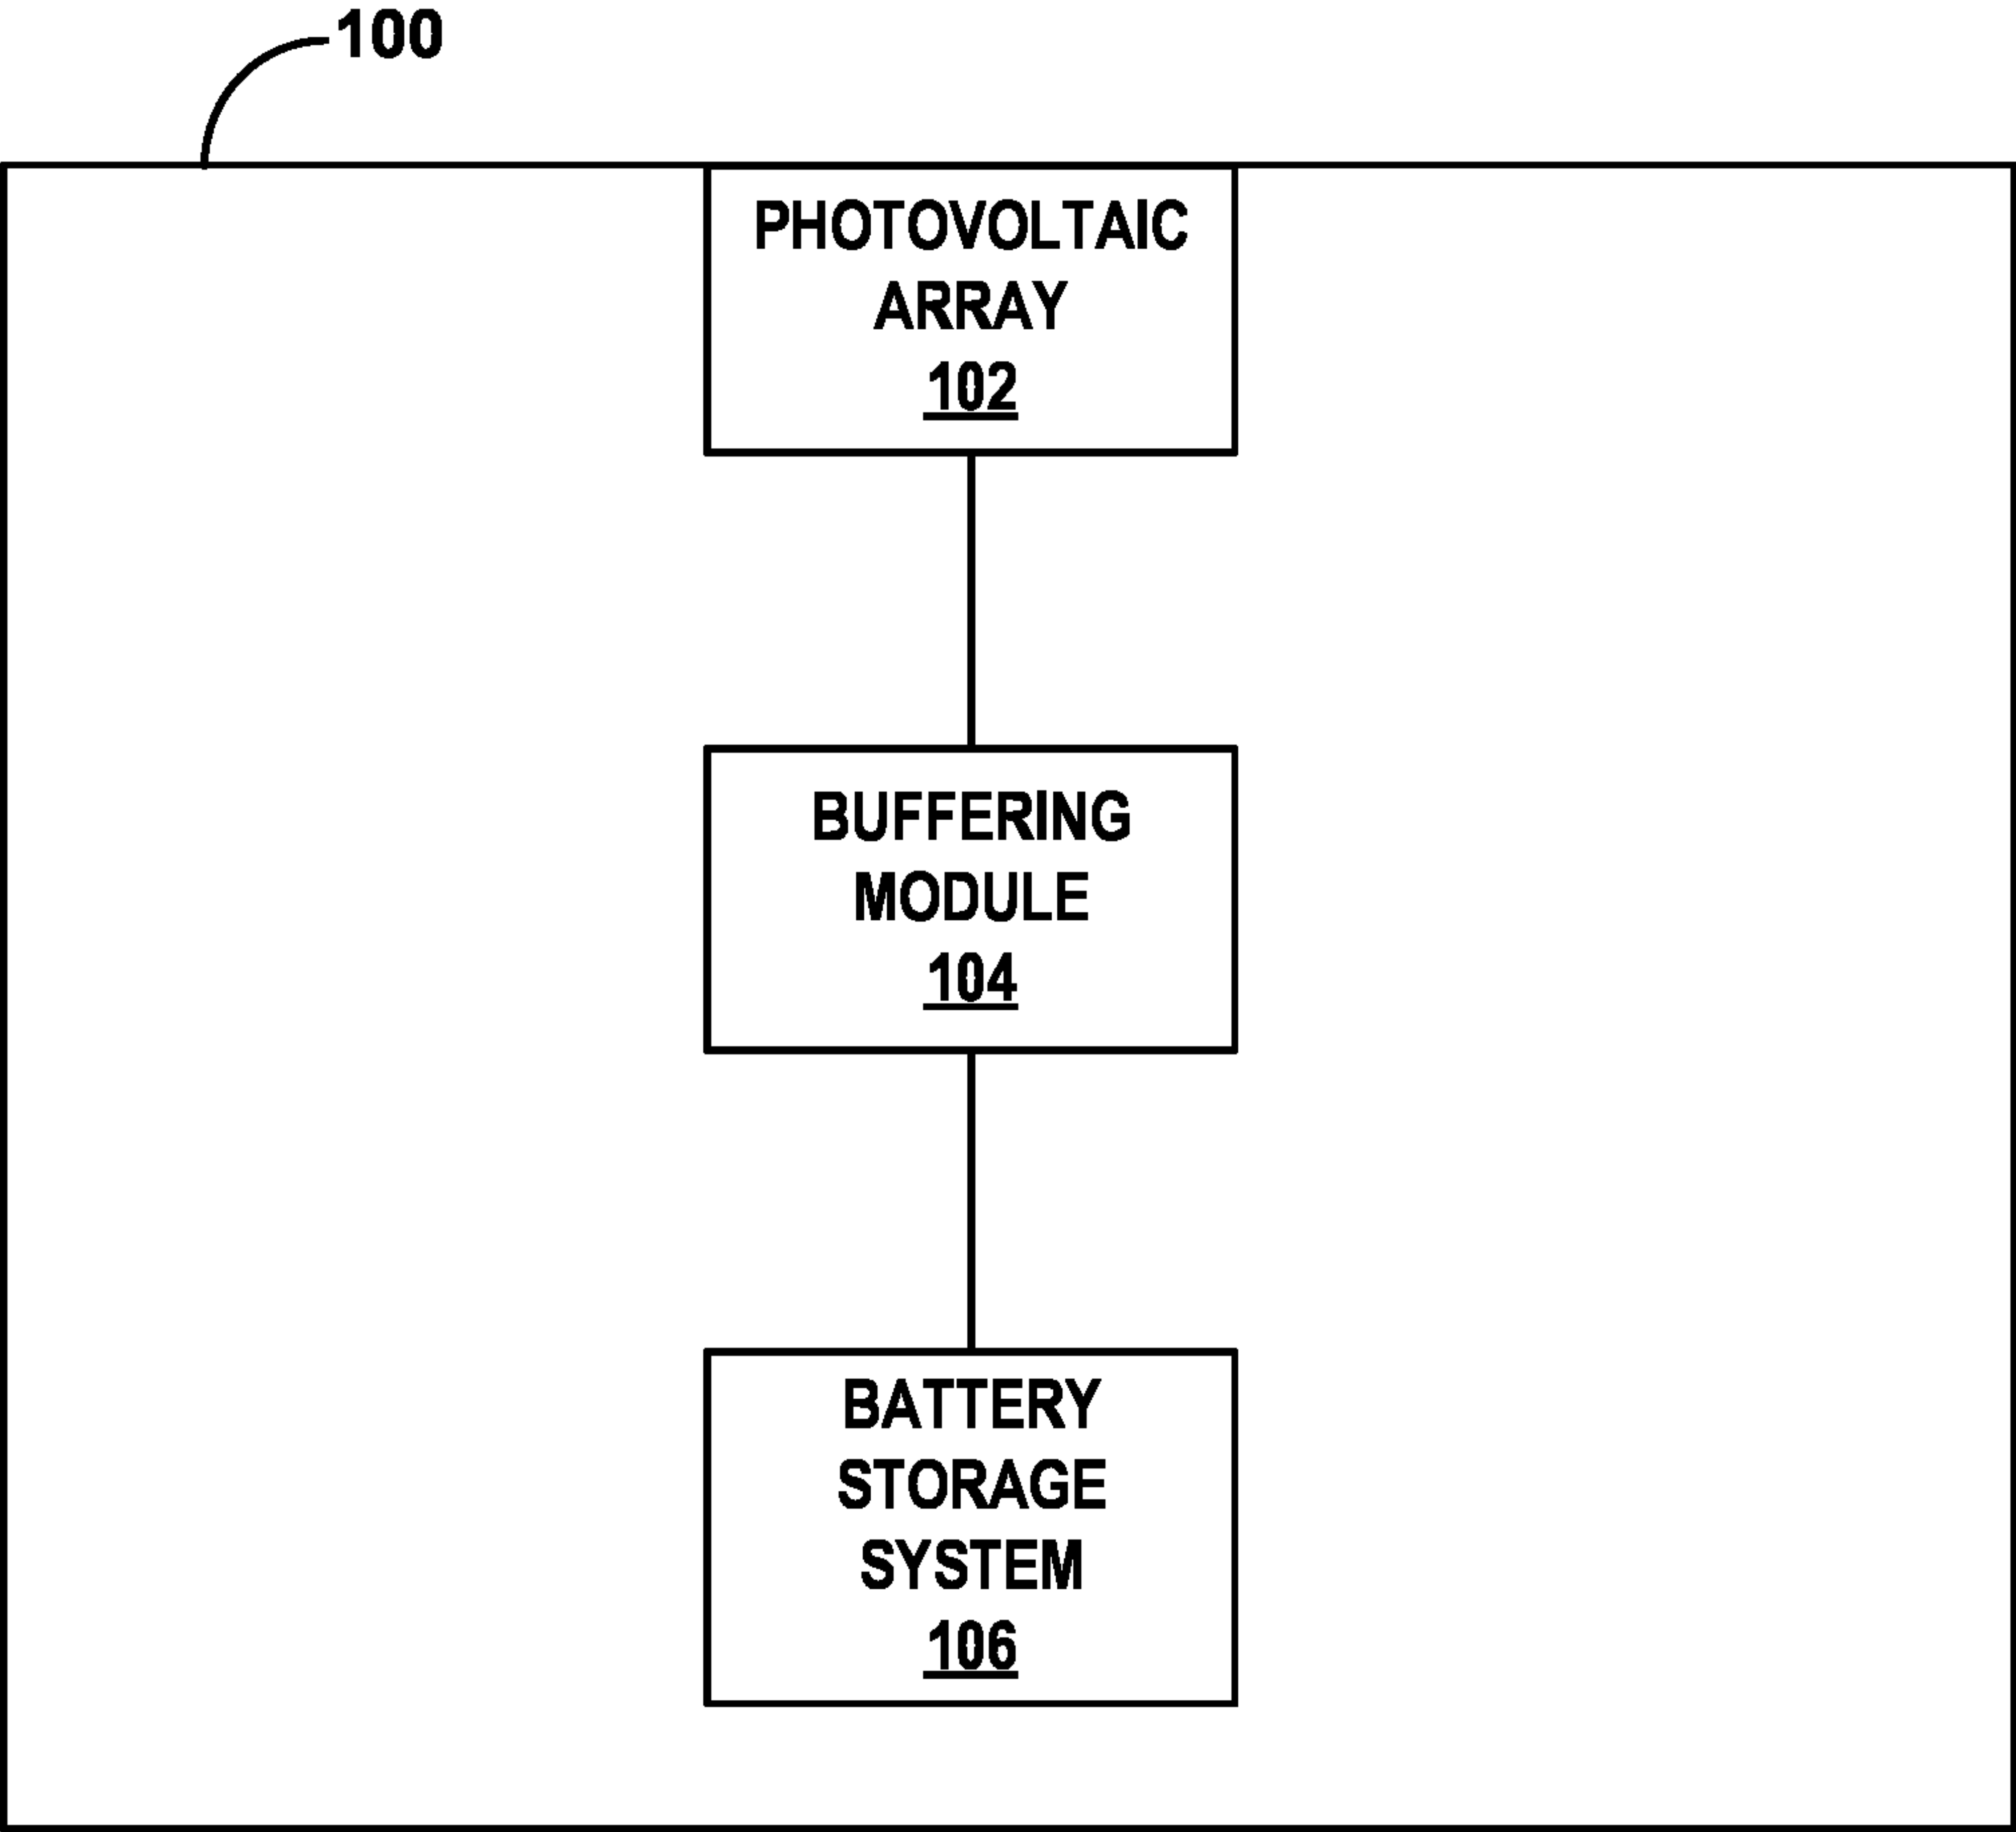 100
PHOTOVOLTAIC
ARRAY
102
BUFFERING
MODULE
104
BATTERY
STORAGE
SYSTEM
106